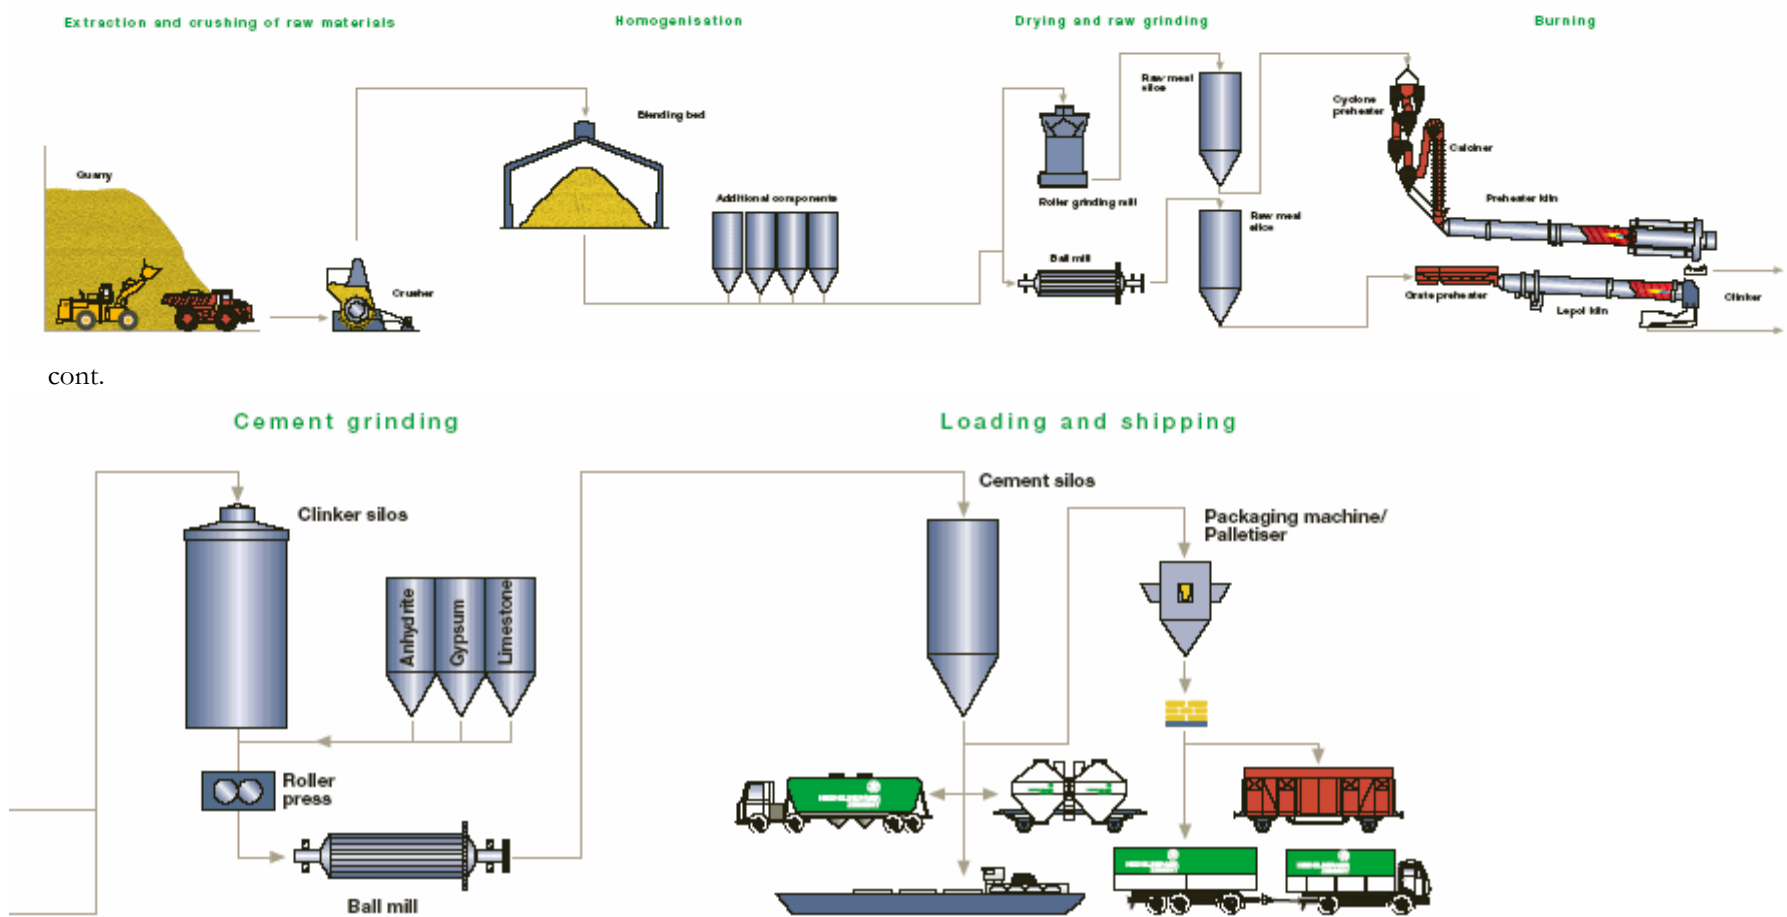 Extraction and crushing of raw materials
Homogenisation
Drying and raw grinding
Burning
Quarry
Crusher
Blending bed
Additional components
Raw meal
silos
Roller grinding mill
Ball mill
Raw meal
silos
Cyclone
preheater
Calciner
Preheater kiln
Grate preheater
Lepol kiln
Clinker
cont.
Cement grinding
Loading and shipping
Clinker silos
Anhydrite
Gypsum
Limestone
Roller
press
Ball mill
Cement silos
Packaging machine/
Palletiser